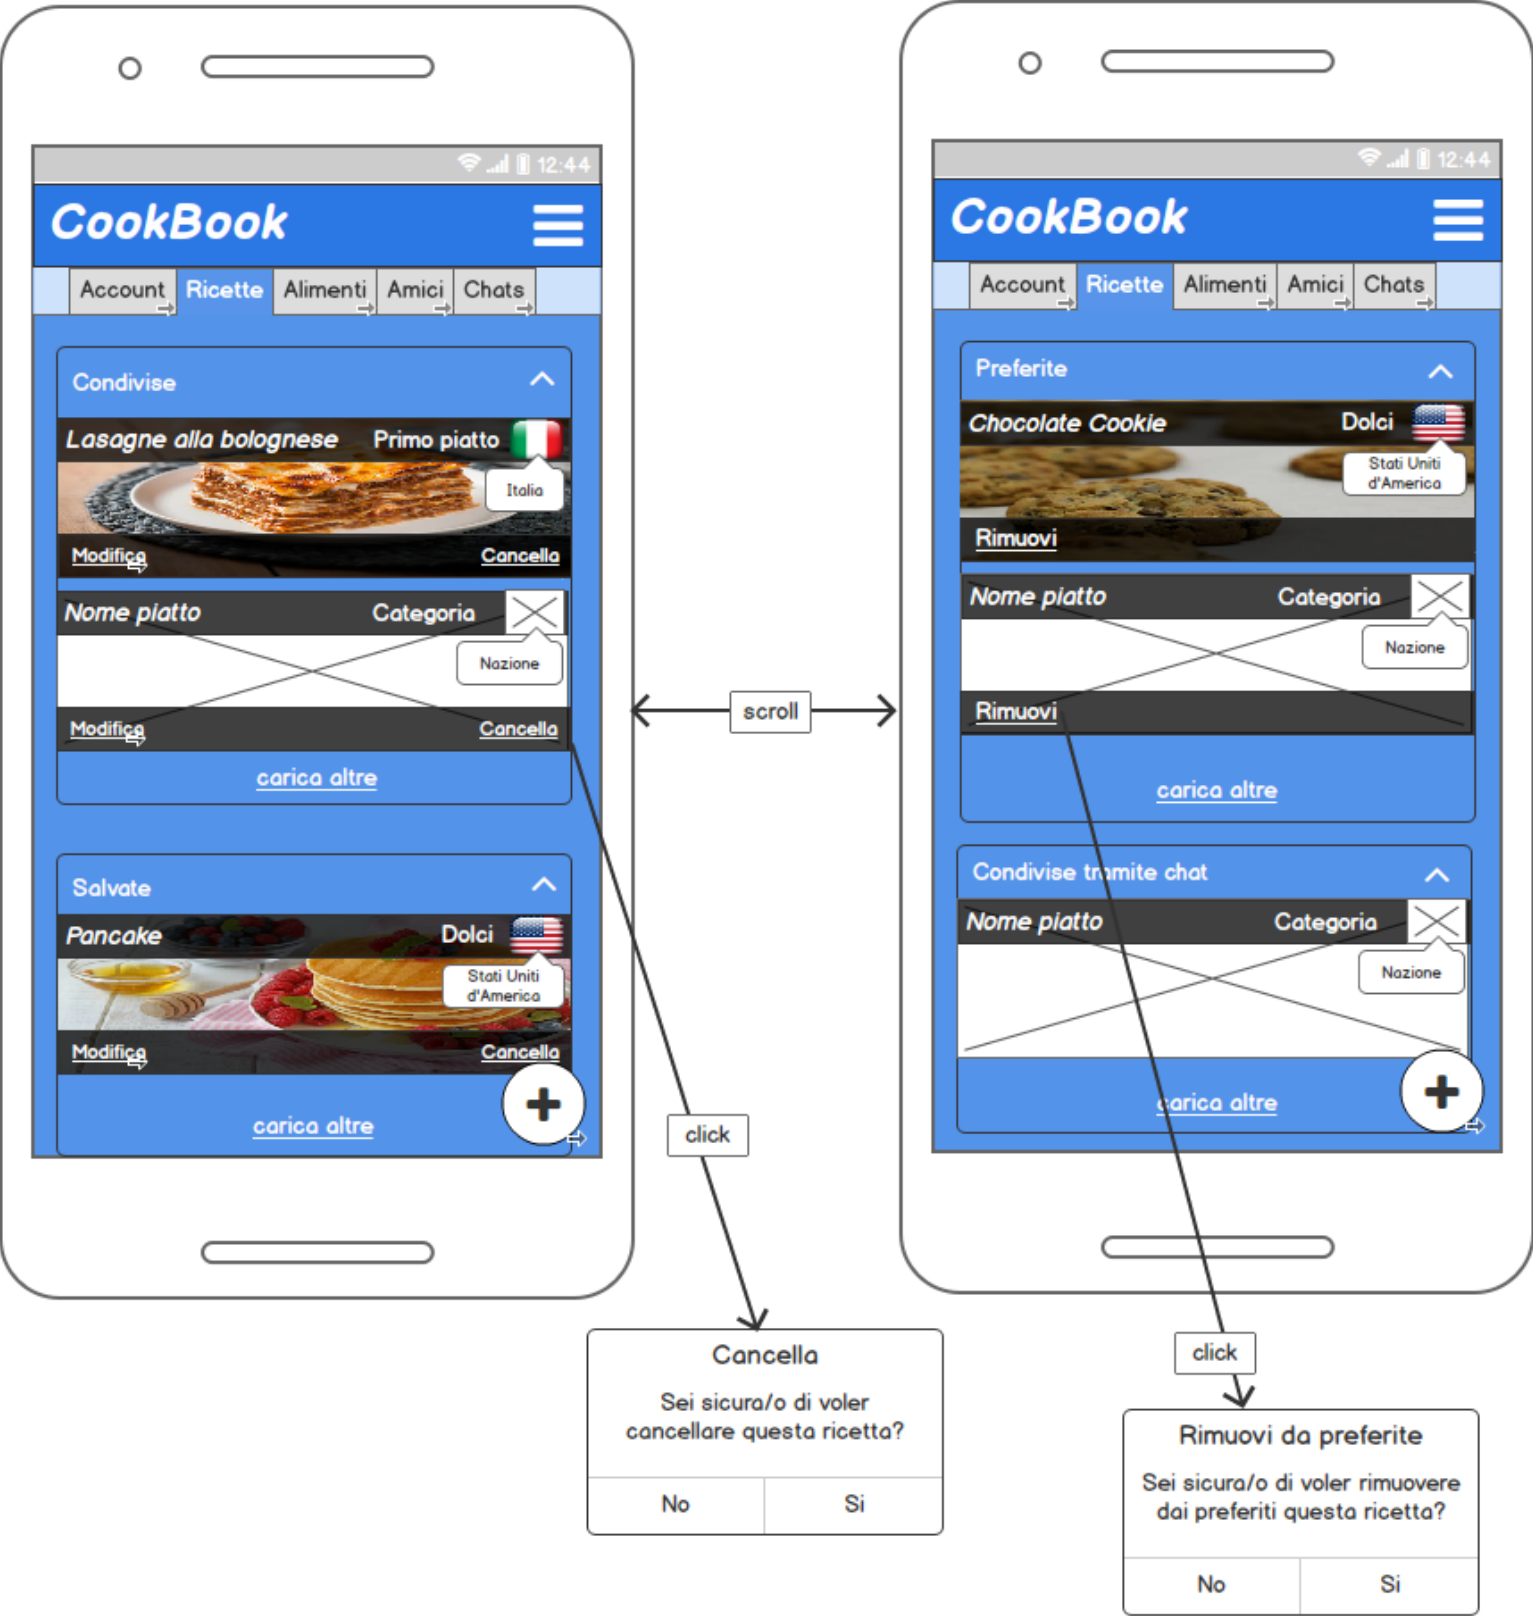 12:44
CookBook
Account Ricette Alimenti Amici Chats
Condivise
Lasagne alla bolognese Primo piatto
Italia
Modifica Cancella
Nome piatto Categoria
Nazione
Modifica Cancella
carica altre
Salvate
Pancake Dolci
Stati Uniti
d'America
Modifica Cancella
carica altre
scroll
click
Cancella
Sei sicura/o di voler
cancellare questa ricetta?
No Si
12:44
CookBook
Account Ricette Alimenti Amici Chats
Preferite
Chocolate Cookie Dolci
Stati Uniti
d'America
Rimuovi
Nome piatto Categoria
Nazione
Rimuovi
carica altre
Condivise tramite chat
Nome piatto Categoria
Nazione
carica altre
click
Rimuovi da preferite
Sei sicura/o di voler rimuovere
dai preferiti questa ricetta?
No Si